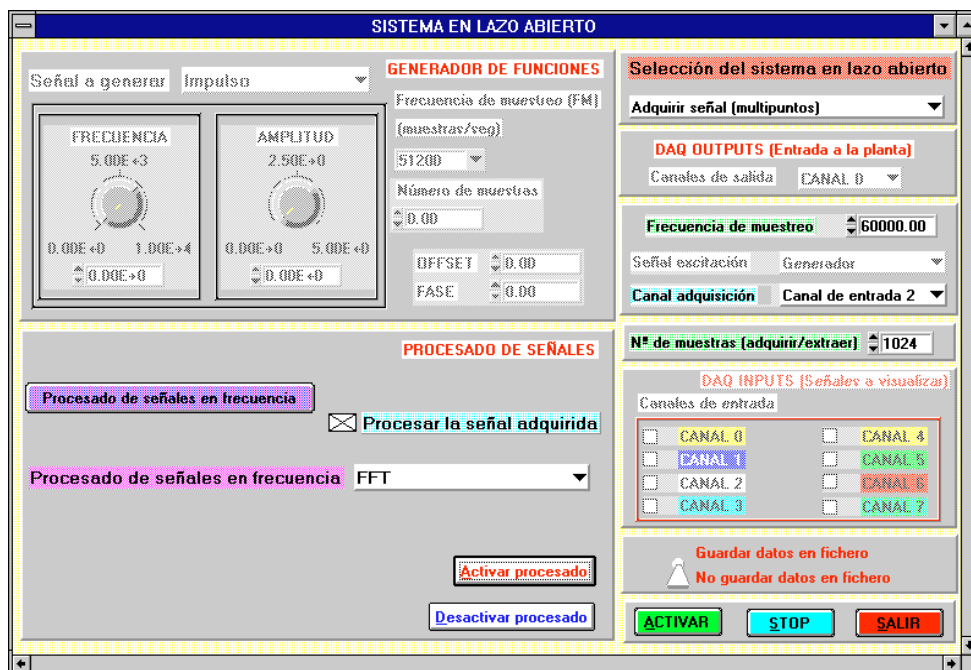 SISTEMA EN LAZO ABIERTO
Señal a generar Impulso
GENERADOR DE FUNCIONES
Frecuencia de muestreo (FM)
(muestras/seg)
51200
Número de muestras
0.00
FRECUENCIA
5.00E+3
0.00E+0 1.00E+4
0.00E+0
AMPLITUD
2.50E+0
0.00E+0 5.00E+0
0.00E+0
OFFSET 0.00
FASE 0.00
PROCESADO DE SEÑALES
Procesado de señales en frecuencia
Procesar la señal adquirida
Procesado de señales en frecuencia FFT
Activar procesado
Desactivar procesado
Selección del sistema en lazo abierto
Adquirir señal (multipuntos)
DAQ OUTPUTS (Entrada a la planta)
Canales de salida CANAL 0
Frecuencia de muestreo 60000.00
Señal excitación Generador
Canal adquisición Canal de entrada 2
Nº de muestras (adquirir/extraer) 1024
DAQ INPUTS (Señales a visualizar)
Canales de entrada
CANAL 0 CANAL 4
CANAL 1 CANAL 5
CANAL 2 CANAL 6
CANAL 3 CANAL 7
Guardar datos en fichero
No guardar datos en fichero
ACTIVAR STOP SALIR